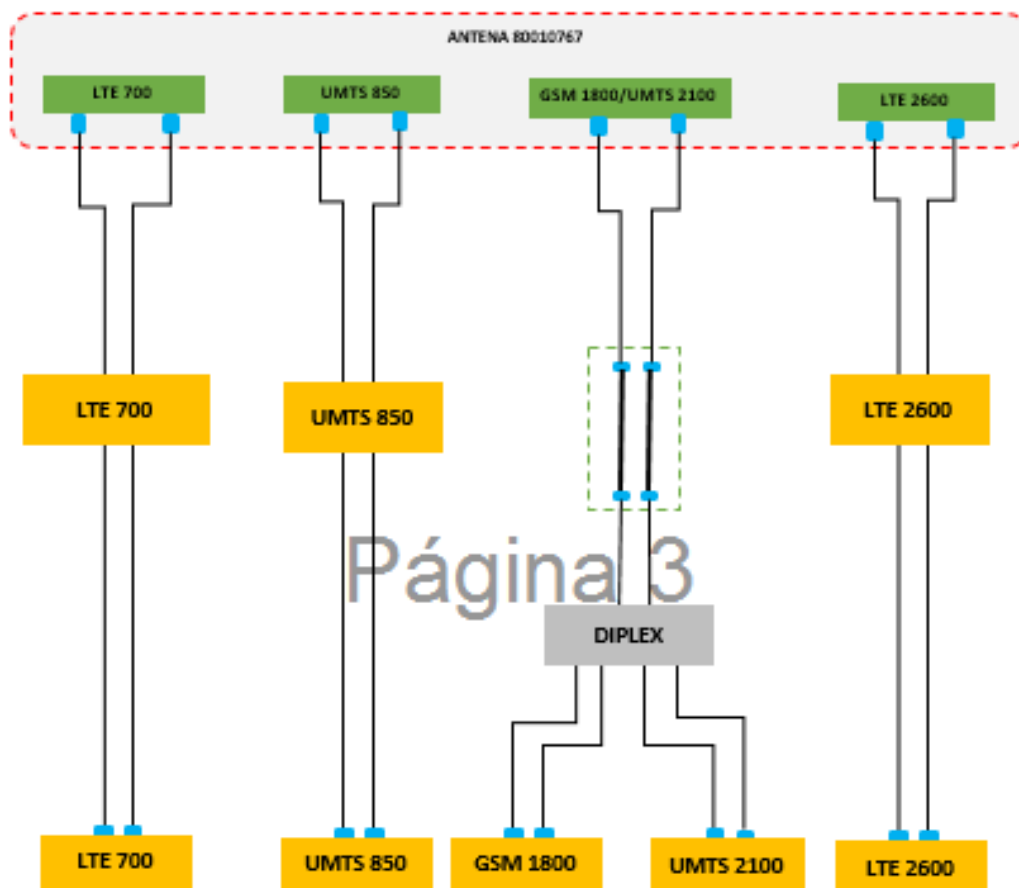 ANTENA 80010767
LTE 700
UMTS 850
GSM 1800/UMTS 2100
LTE 2600
LTE 700
UMTS 850
LTE 2600
Página 3
DIPLEX
LTE 700
UMTS 850
GSM 1800
UMTS 2100
LTE 2600